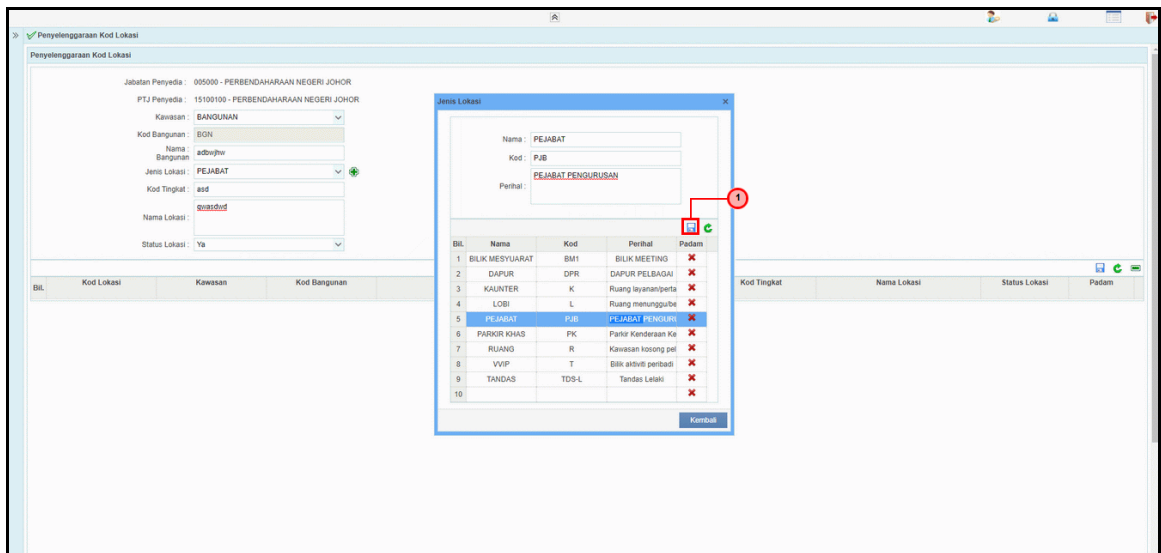 Penyelenggaraan Kod Lokasi
Penyelenggaraan Kod Lokasi
Jabatan Penyedia : 005000 - PERBENDAHARAAN NEGERI JOHOR
PTJ Penyedia : 15100100 - PERBENDAHARAAN NEGERI JOHOR
Kawasan : BANGUNAN
Kod Bangunan : BGN
Nama Bangunan : adbwjhw
Jenis Lokasi : PEJABAT
Kod Tingkat : asd
Nama Lokasi : qwasdwd
Status Lokasi : Ya
Bil. Kod Lokasi Kawasan Kod Bangunan Kod Tingkat Nama Lokasi Status Lokasi Padam
Jenis Lokasi
Nama : PEJABAT
Kod : PJB
Perihal : PEJABAT PENGURUSAN
1
Bil. Nama Kod Perihal Padam
1 BILIK MESYUARAT BM1 BILIK MEETING
2 DAPUR DPR DAPUR PELBAGAI
3 KAUNTER K Ruang layanan/perta
4 LOBI L Ruang menunggu/be
5 PEJABAT PJB PEJABAT PENGURU
6 PARKIR KHAS PK Parkir Kenderaan Ke
7 RUANG R Kawasan kosong pel
8 VVIP T Bilik aktiviti peribadi
9 TANDAS TDS-L Tandas Lelaki
10
Kembali